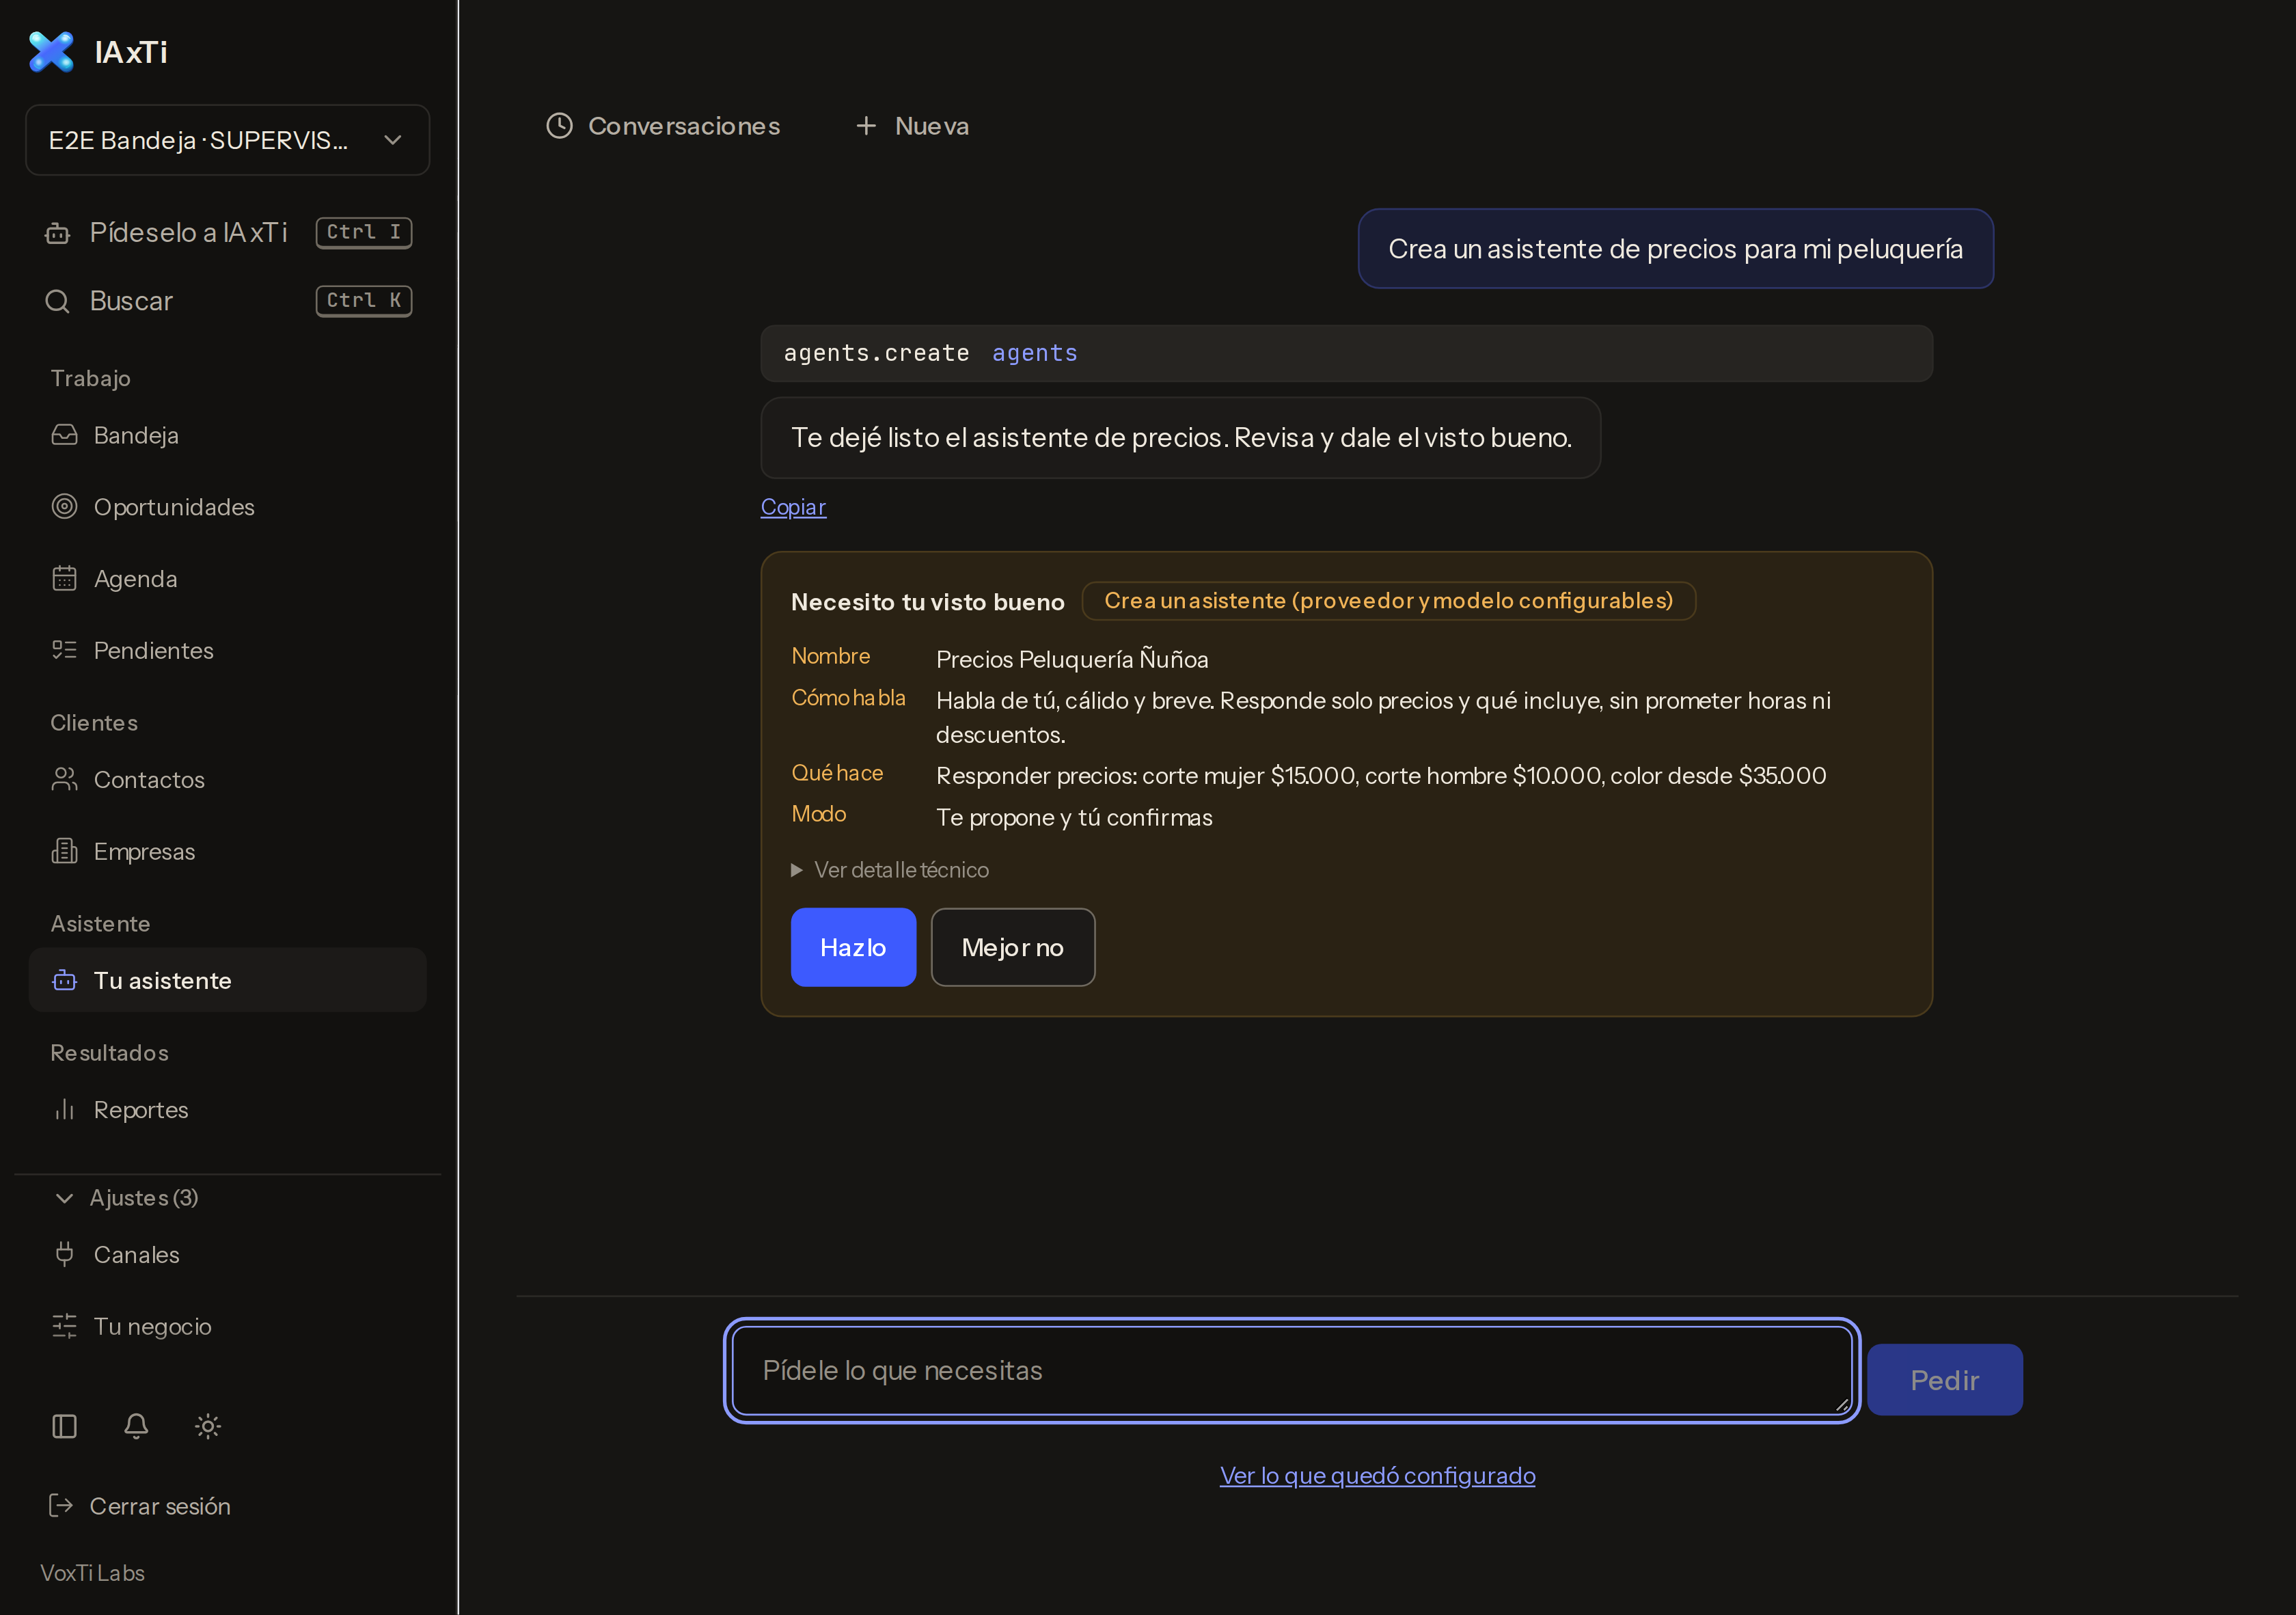 IAxTi
E2E Bandeja · SUPERVIS...
Pídeselo a IAxTi
Ctrl I
Buscar
Ctrl K
Trabajo
Bandeja
Oportunidades
Agenda
Pendientes
Clientes
Contactos
Empresas
Asistente
Tu asistente
Resultados
Reportes
Ajustes (3)
Canales
Tu negocio
Cerrar sesión
VoxTi Labs
Conversaciones
Nueva
Crea un asistente de precios para mi peluquería
agents.create agents
Te dejé listo el asistente de precios. Revisa y dale el visto bueno.
Copiar
Necesito tu visto bueno
Crea un asistente (proveedor y modelo configurables)
Nombre
Precios Peluquería Ñuñoa
Cómo habla
Habla de tú, cálido y breve. Responde solo precios y qué incluye, sin prometer horas ni
descuentos.
Qué hace
Responder precios: corte mujer $15.000, corte hombre $10.000, color desde $35.000
Modo
Te propone y tú confirmas
Ver detalle técnico
Hazlo
Mejor no
Pídele lo que necesitas
Pedir
Ver lo que quedó configurado